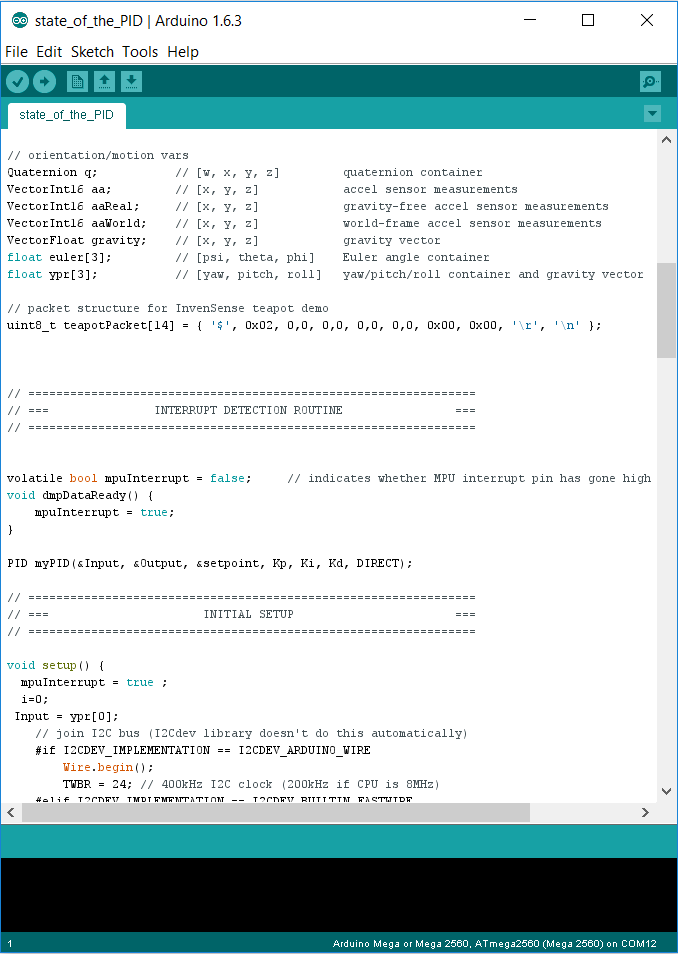 state_of_the_PID | Arduino 1.6.3
File Edit Sketch Tools Help
state_of_the_PID
// orientation/motion vars
Quaternion q;           // [w, x, y, z]         quaternion container
VectorInt16 aa;         // [x, y, z]            accel sensor measurements
VectorInt16 aaReal;     // [x, y, z]            gravity-free accel sensor measurements
VectorInt16 aaWorld;    // [x, y, z]            world-frame accel sensor measurements
VectorFloat gravity;    // [x, y, z]            gravity vector
float euler[3];         // [psi, theta, phi]    Euler angle container
float ypr[3];           // [yaw, pitch, roll]   yaw/pitch/roll container and gravity vector
// packet structure for InvenSense teapot demo
uint8_t teapotPacket[14] = { '$', 0x02, 0,0, 0,0, 0,0, 0,0, 0x00, 0x00, '\r', '\n' };
// ================================================================
// ===               INTERRUPT DETECTION ROUTINE                ===
// ================================================================
volatile bool mpuInterrupt = false;     // indicates whether MPU interrupt pin has gone high
void dmpDataReady() {
    mpuInterrupt = true;
}
PID myPID(&Input, &Output, &setpoint, Kp, Ki, Kd, DIRECT);
// ================================================================
// ===                      INITIAL SETUP                       ===
// ================================================================
void setup() {
  mpuInterrupt = true ;
  i=0;
 Input = ypr[0];
    // join I2C bus (I2Cdev library doesn't do this automatically)
    #if I2CDEV_IMPLEMENTATION == I2CDEV_ARDUINO_WIRE
        Wire.begin();
        TWBR = 24; // 400kHz I2C clock (200kHz if CPU is 8MHz)
    #elif I2CDEV_IMPLEMENTATION == I2CDEV_BUILTIN_FASTWIRE
1
Arduino Mega or Mega 2560, ATmega2560 (Mega 2560) on COM12